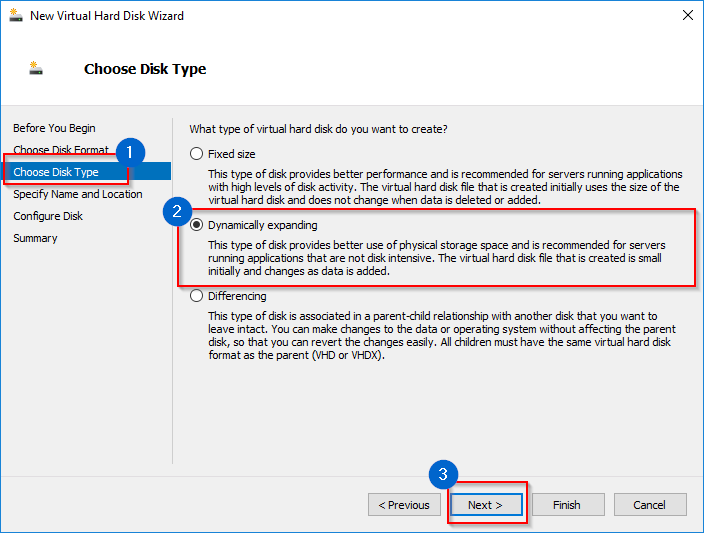 New Virtual Hard Disk Wizard
Choose Disk Type
Before You Begin
Choose Disk Format
1
Choose Disk Type
Specify Name and Location
Configure Disk
Summary
What type of virtual hard disk do you want to create?
Fixed size
This type of disk provides better performance and is recommended for servers running applications
with high levels of disk activity. The virtual hard disk file that is created initially uses the size of the
virtual hard disk and does not change when data is deleted or added.
2
Dynamically expanding
This type of disk provides better use of physical storage space and is recommended for servers
running applications that are not disk intensive. The virtual hard disk file that is created is small
initially and changes as data is added.
Differencing
This type of disk is associated in a parent-child relationship with another disk that you want to
leave intact. You can make changes to the data or operating system without affecting the parent
disk, so that you can revert the changes easily. All children must have the same virtual hard disk
format as the parent (VHD or VHDX).
3
< Previous
Next >
Finish
Cancel